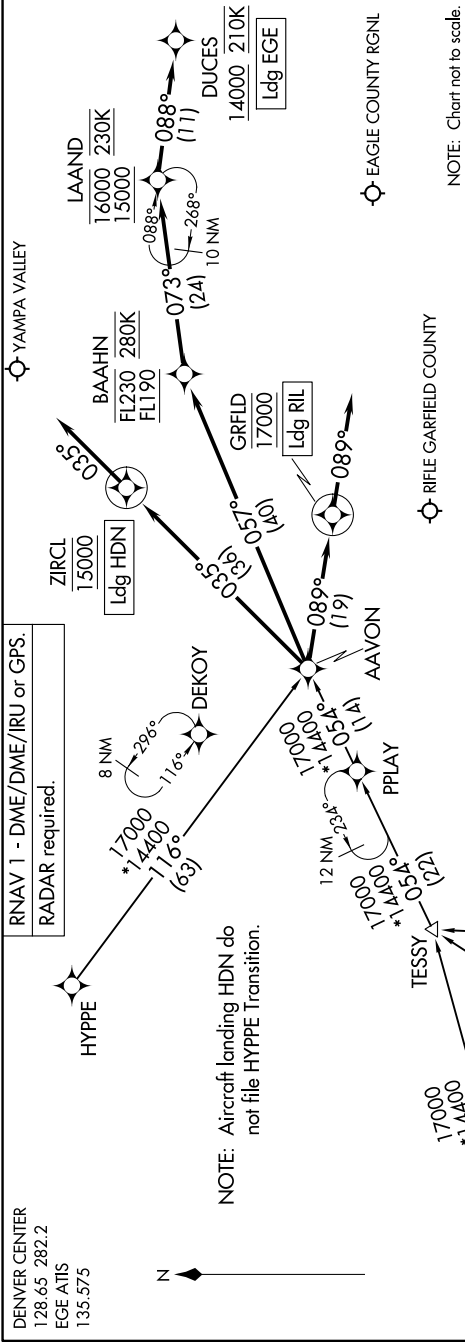 DENVER CENTER
128.65 282.2
EGE ATIS
135.575
RNAV 1 - DME/DME/IRU or GPS.
RADAR required.
YAMPA VALLEY
ZIRCL
15000
Ldg HDN
035°
035°
(36)
BAAHN
FL230 280K
FL190
LAAND
16000 230K
15000
088°
(11)
DUCES
14000 210K
Ldg EGE
088°
268°
10 NM
073°
(24)
057°
(40)
GRFLD
17000
Ldg RIL
089°
089°
(19)
EAGLE COUNTY RGNL
RIFLE GARFIELD COUNTY
NOTE: Chart not to scale.
HYPPE
17000
*14400
116°
(63)
8 NM
296°
116°
DEKOY
AAVON
N
NOTE: Aircraft landing HDN do
not file HYPPE Transition.
17000
*14400
054°
(14)
PPLAY
12 NM
234°
17000
*14400
054°
(22)
TESSY
17000
*14400